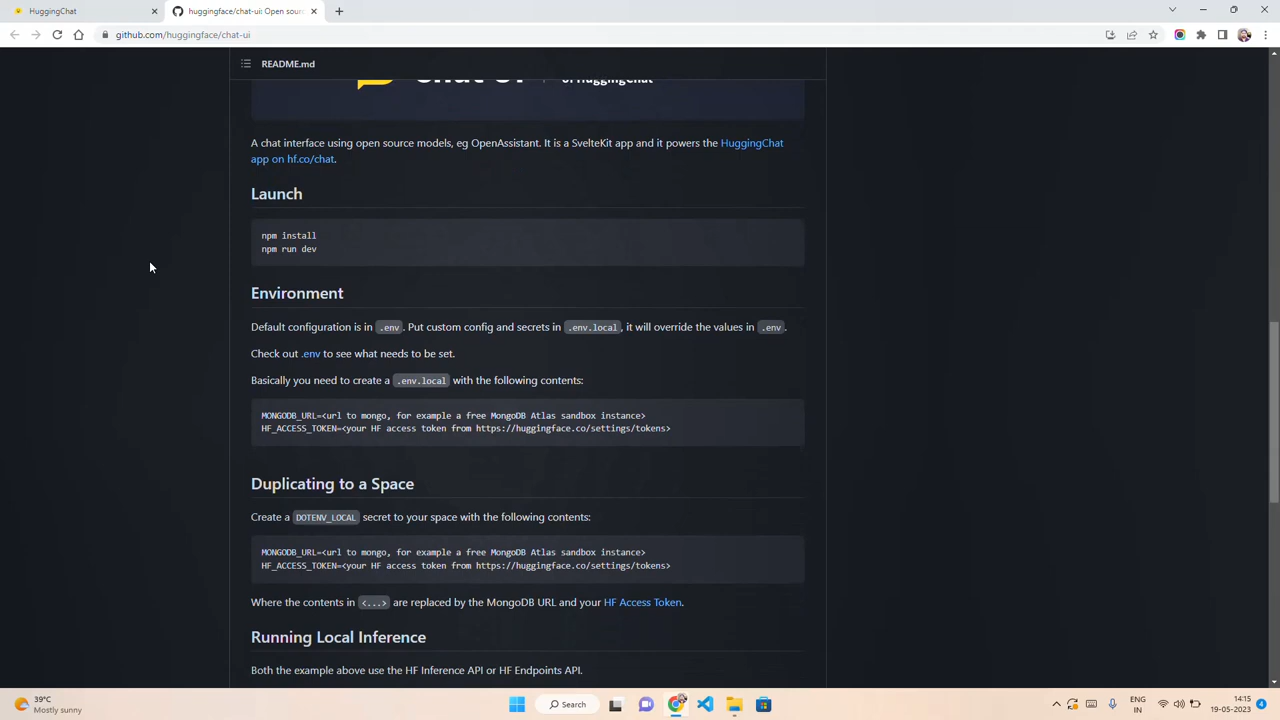 HuggingChat
huggingface/chat-ui: Open sour
github.com/huggingface/chat-ui
README.md
A chat interface using open source models, eg OpenAssistant. It is a SvelteKit app and it powers the HuggingChat
app on hf.co/chat.
Launch
npm install
npm run dev
Environment
Default configuration is in .env. Put custom config and secrets in .env.local, it will override the values in .env.
Check out .env to see what needs to be set.
Basically you need to create a .env.local with the following contents:
MONGODB_URL=<url to mongo, for example a free MongoDB Atlas sandbox instance>
HF_ACCESS_TOKEN=<your HF access token from https://huggingface.co/settings/tokens>
Duplicating to a Space
Create a DOTENV_LOCAL secret to your space with the following contents:
MONGODB_URL=<url to mongo, for example a free MongoDB Atlas sandbox instance>
HF_ACCESS_TOKEN=<your HF access token from https://huggingface.co/settings/tokens>
Where the contents in <...> are replaced by the MongoDB URL and your HF Access Token.
Running Local Inference
Both the example above use the HF Inference API or HF Endpoints API.
39°C
Mostly sunny
Search
ENG
IN
14:15
19-05-2023
4